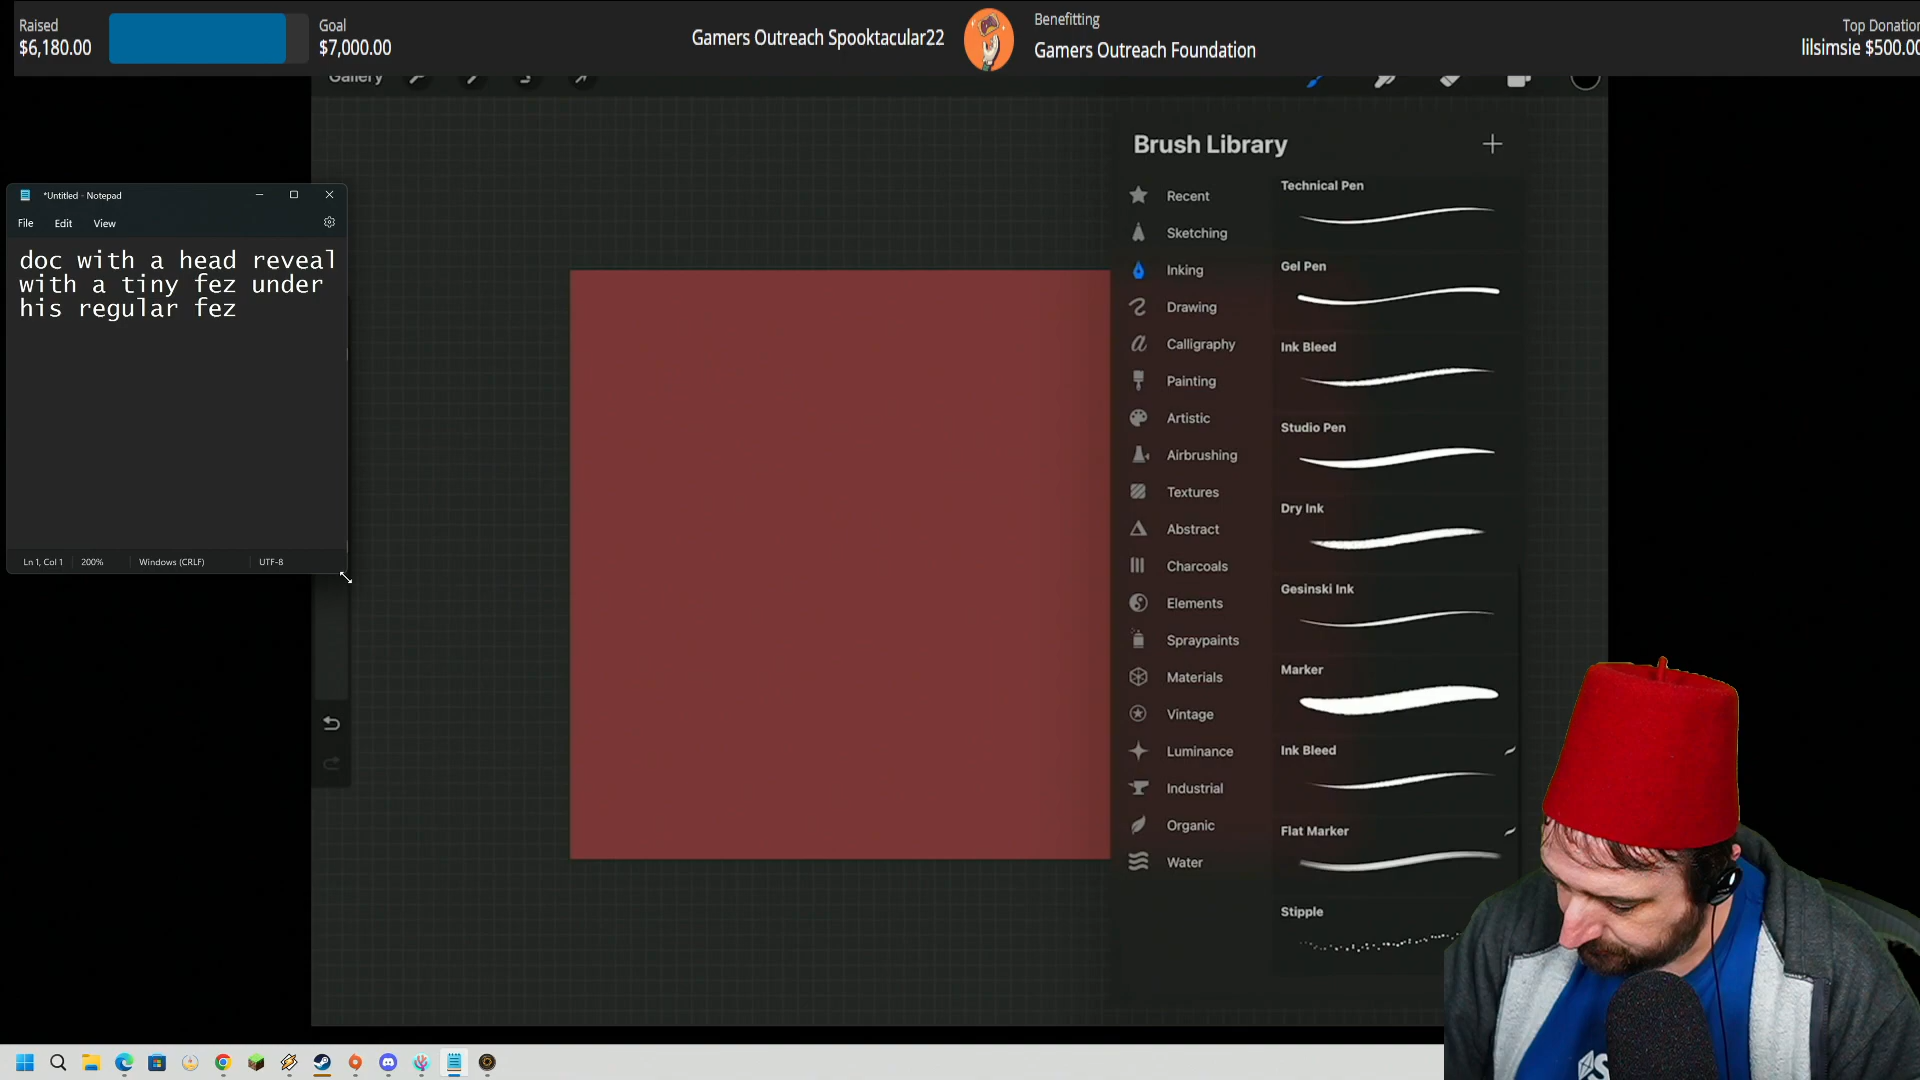 Raised
$6,180.00
Goal
$7,000.00
Gamers Outreach Spooktacular22
Benefitting
Gamers Outreach Foundation
Top Donation
lilsimsie $500.00
Gallery
*Untitled - Notepad
File Edit View
doc with a head reveal
with a tiny fez under
his regular fez
Ln 1, Col 1 200% Windows (CRLF) UTF-8
Brush Library
Recent
Sketching
Inking
Drawing
Calligraphy
Painting
Artistic
Airbrushing
Textures
Abstract
Charcoals
Elements
Spraypaints
Materials
Vintage
Luminance
Industrial
Organic
Water
Technical Pen
Gel Pen
Ink Bleed
Studio Pen
Dry Ink
Gesinski Ink
Marker
Ink Bleed
Flat Marker
Stipple